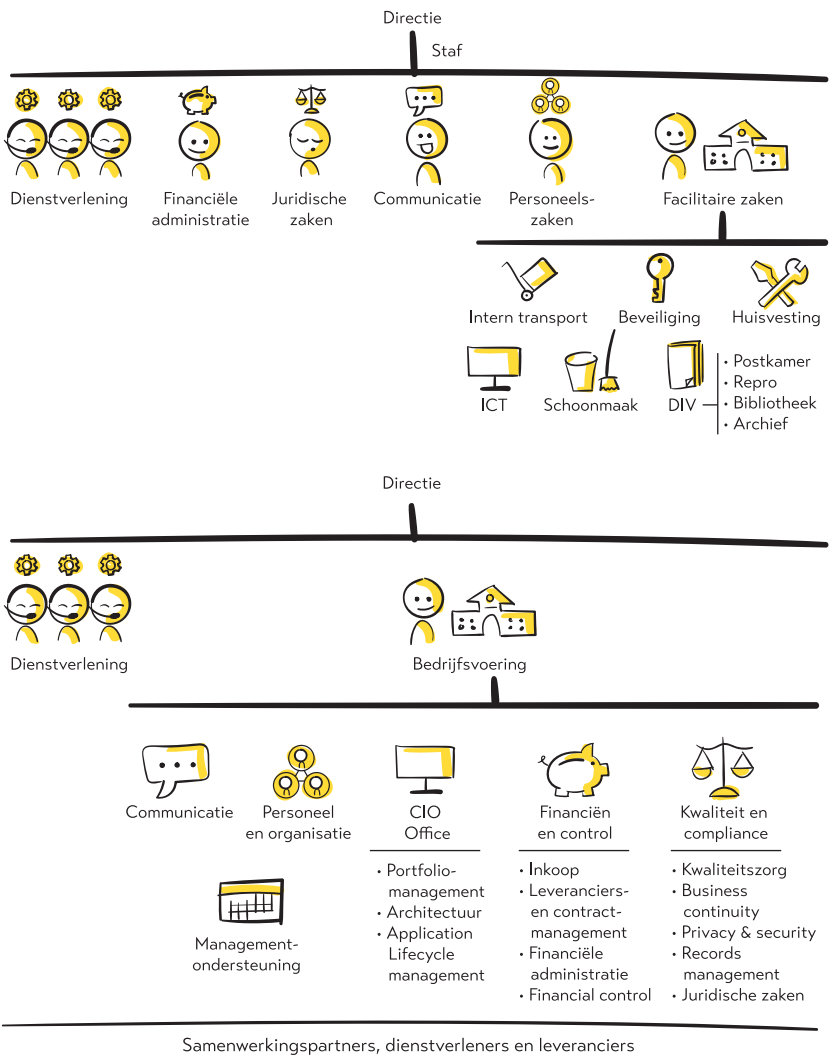 Directie
Staf
Dienstverlening
Financiële
administratie
Juridische
zaken
Communicatie
Personeels-
zaken
Facilitaire zaken
Intern transport
Beveiliging
Huisvesting
ICT
Schoonmaak
DIV
• Postkamer
• Repro
• Bibliotheek
• Archief
Directie
Dienstverlening
Bedrijfsvoering
Communicatie
Personeel
en organisatie
CIO
Office
Financiën
en control
Kwaliteit en
compliance
Management-
ondersteuning
• Portfolio-
management
• Architectuur
• Application
Lifecycle
management
• Inkoop
• Leveranciers-
en contract-
management
• Financiële
administratie
• Financial control
• Kwaliteitszorg
• Business
continuity
• Privacy & security
• Records
management
• Juridische zaken
Samenwerkingspartners, dienstverleners en leveranciers